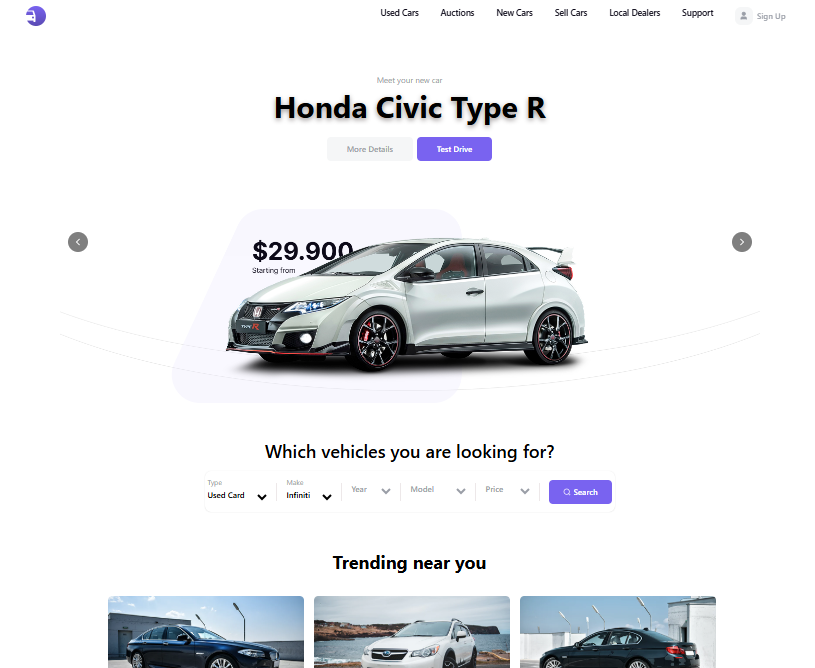 Used Cars Auctions New Cars Sell Cars Local Dealers Support Sign Up
Meet your new car
Honda Civic Type R
More Details Test Drive
$29.900
Starting from
TYPE R
Which vehicles you are looking for?
Type Make
Used Card Infiniti Year Model Price Search
Trending near you